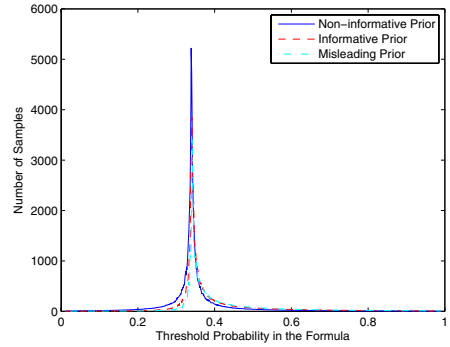 6000
5000
4000
3000
2000
1000
0
Number of Samples
Non-informative Prior
Informative Prior
Misleading Prior
0 0.2 0.4 0.6 0.8 1
Threshold Probability in the Formula